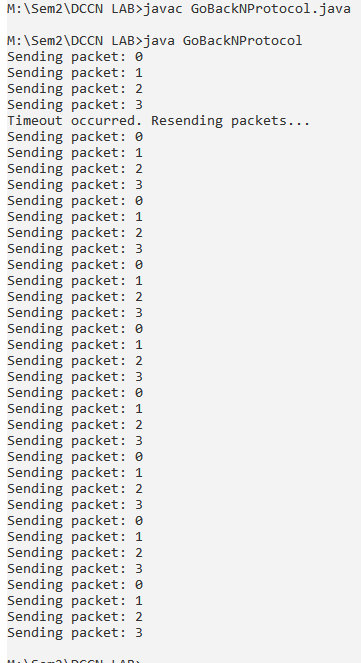 M:\Sem2\DCCN LAB>javac GoBackNProtocol.java
M:\Sem2\DCCN LAB>java GoBackNProtocol
Sending packet: 0
Sending packet: 1
Sending packet: 2
Sending packet: 3
Timeout occurred. Resending packets...
Sending packet: 0
Sending packet: 1
Sending packet: 2
Sending packet: 3
Sending packet: 0
Sending packet: 1
Sending packet: 2
Sending packet: 3
Sending packet: 0
Sending packet: 1
Sending packet: 2
Sending packet: 3
Sending packet: 0
Sending packet: 1
Sending packet: 2
Sending packet: 3
Sending packet: 0
Sending packet: 1
Sending packet: 2
Sending packet: 3
Sending packet: 0
Sending packet: 1
Sending packet: 2
Sending packet: 3
Sending packet: 0
Sending packet: 1
Sending packet: 2
Sending packet: 3
Sending packet: 0
Sending packet: 1
Sending packet: 2
Sending packet: 3